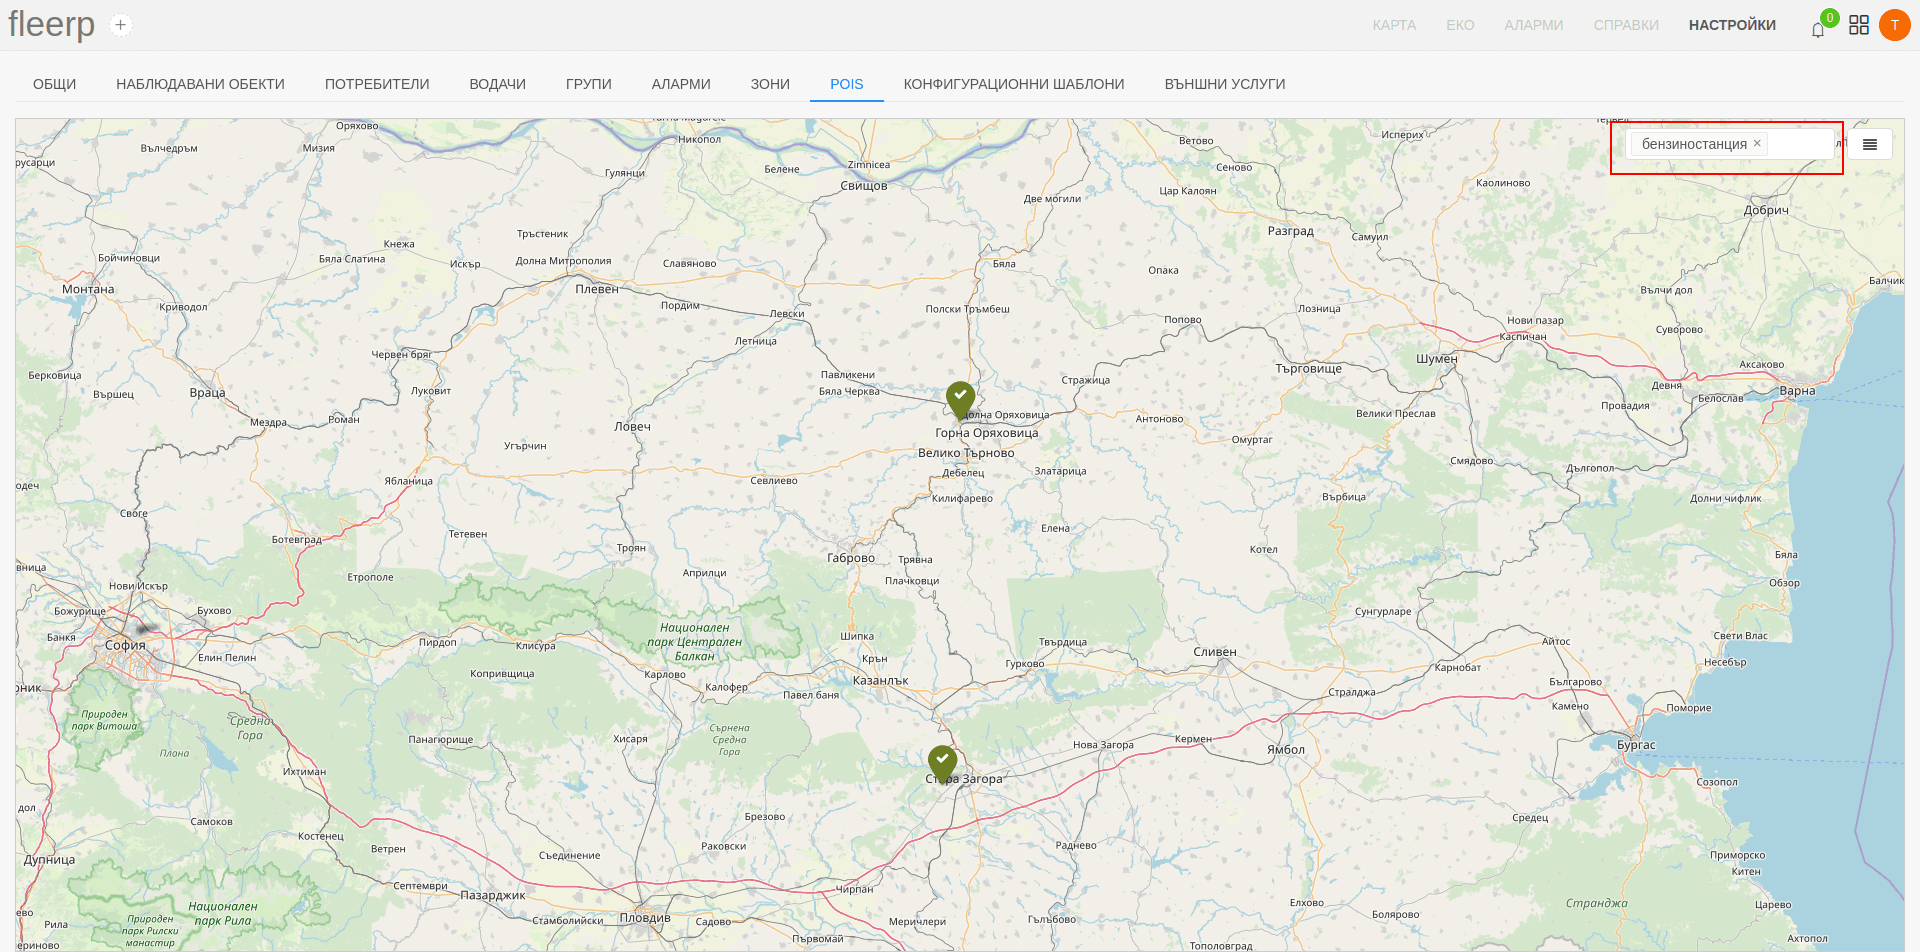 fleerp +
КАРТА ЕКО АЛАРМИ СПРАВКИ НАСТРОЙКИ 0 T
ОБЩИ НАБЛЮДАВАНИ ОБЕКТИ ПОТРЕБИТЕЛИ ВОДАЧИ ГРУПИ АЛАРМИ ЗОНИ POIS КОНФИГУРАЦИОННИ ШАБЛОНИ ВЪНШНИ УСЛУГИ
бензиностанция ×
Оряхово
Никопол
Исперих
Вълчедръм
Мизия
Ветово
Zimnicea
Белене
Гулянци
Свищов
Сеново
Цар Калоян
Каолиново
Две могили
Добрич
Разград
Самуил
Тръстеник
Кнежа
Бойчиновци
Бяла Слатина
Искър
Долна Митрополия
Славяново
Бяла
Опака
Монтана
Плевен
Балчик
Вълчи дол
Криводол
Пордим
Левски
Полски Тръмбеш
Попово
Лозница
Нови пазар
Суворово
Каспичан
Летница
Червен бряг
Шумен
Аксаково
Търговище
Берковица
Вършец
Враца
Луковит
Павликени
Бяла Черква
Стражица
Девня
Варна
Белослав
Провадия
Мездра
Роман
Ловеч
Долна Оряховица
Горна Оряховица
Антоново
Велики Преслав
Омуртаг
Угърчин
Велико Търново
Дебелец
Златарица
Смядово
Дългопол
Ябланица
Севлиево
Килифарево
Върбица
Долни чифлик
Своге
Елена
Ботевград
Тетевен
Троян
Габрово
Трявна
Котел
Бяла
Етрополе
Априлци
Плачковци
Обзор
Нови Искър
Божурище
Бухово
Сунгурларе
Банкя
София
Елин Пелин
Пирдоп
Клисура
Национален
парк Централен
Балкан
Шипка
Твърдица
Сливен
Айтос
Свети Влас
Крън
Гурково
Карнобат
Несебър
Копривщица
Карлово
Калофер
Казанлък
Павел баня
Стралджа
Българово
Камено
Поморие
Природен
парк Витоша
Средна
Гора
Сърнена
Средна
Гора
Плана
Панагюрище
Хисаря
Нова Загора
Кермен
Ямбол
Бургас
Ихтиман
Стара Загора
Созопол
Самоков
Костенец
Брезово
Средец
Ветрен
Съединение
Раковски
Раднево
Приморско
Китен
Дупница
Септември
Пазарджик
Чирпан
Национален
парк Рила
Природен
парк Рилски
манастир
Рила
Стамболийски
Пловдив
Садово
Първомай
Меричлери
Гълъбово
Тополовград
Елхово
Болярово
Странджа
Царево
Ахтопол